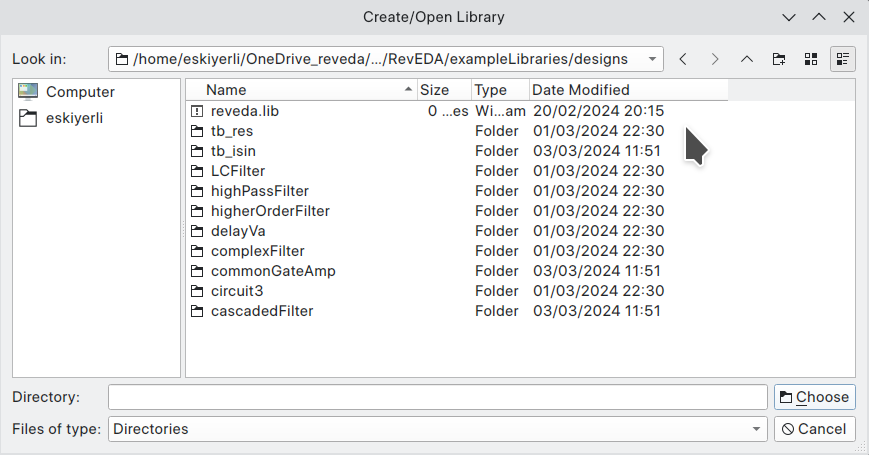 Create/Open Library
Look in: /home/eskiyerli/OneDrive_reveda/.../RevEDA/exampleLibraries/designs
Computer
eskiyerli
Name Size Type Date Modified
reveda.lib 0 ...es Wi...am 20/02/2024 20:15
tb_res Folder 01/03/2024 22:30
tb_isin Folder 03/03/2024 11:51
LCFilter Folder 01/03/2024 22:30
highPassFilter Folder 01/03/2024 22:30
higherOrderFilter Folder 01/03/2024 22:30
delayVa Folder 01/03/2024 22:30
complexFilter Folder 01/03/2024 22:30
commonGateAmp Folder 03/03/2024 11:51
circuit3 Folder 01/03/2024 22:30
cascadedFilter Folder 03/03/2024 11:51
Directory: Choose
Files of type: Directories Cancel